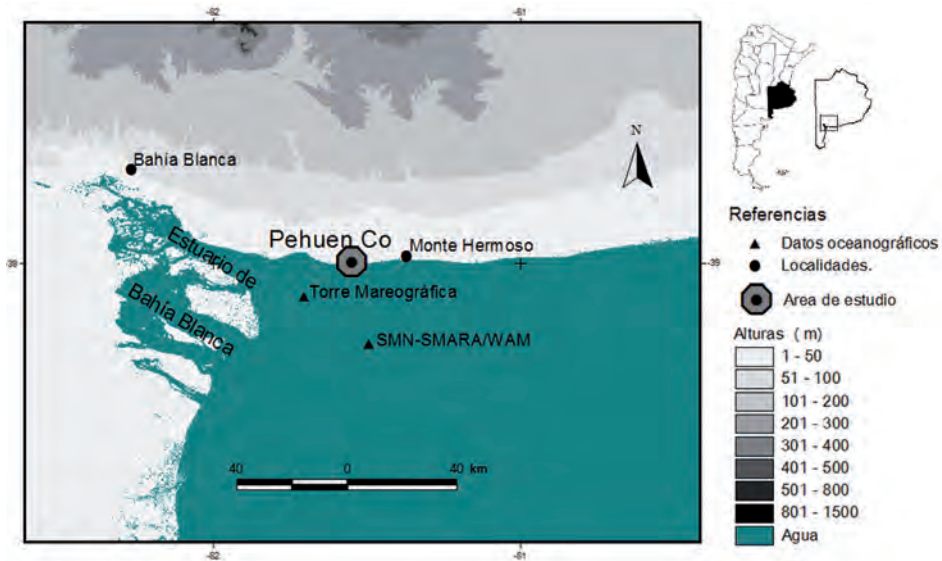 -62
-61
Bahía Blanca
N
Estuario de
Bahía Blanca
Pehuen Co
Monte Hermoso
Torre Mareográfica
SMN-SMARA/WAM
-39
40 0 40 km
-62
-61
Referencias
Datos oceanográficos
Localidades.
Area de estudio
Alturas ( m)
1 - 50
51 - 100
101 - 200
201 - 300
301 - 400
401 - 500
501 - 800
801 - 1500
Agua